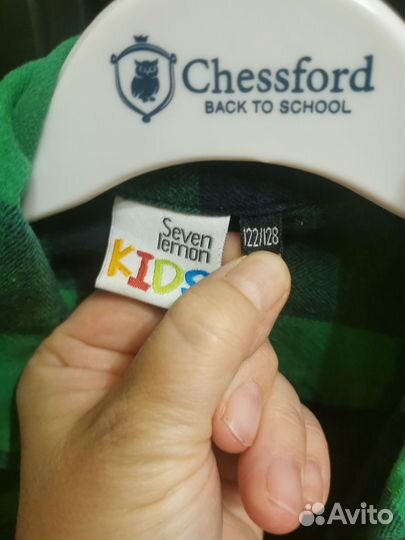 Chessford
BACK TO SCHOOL
Seven
lemon
KIDS
122/128
Avito